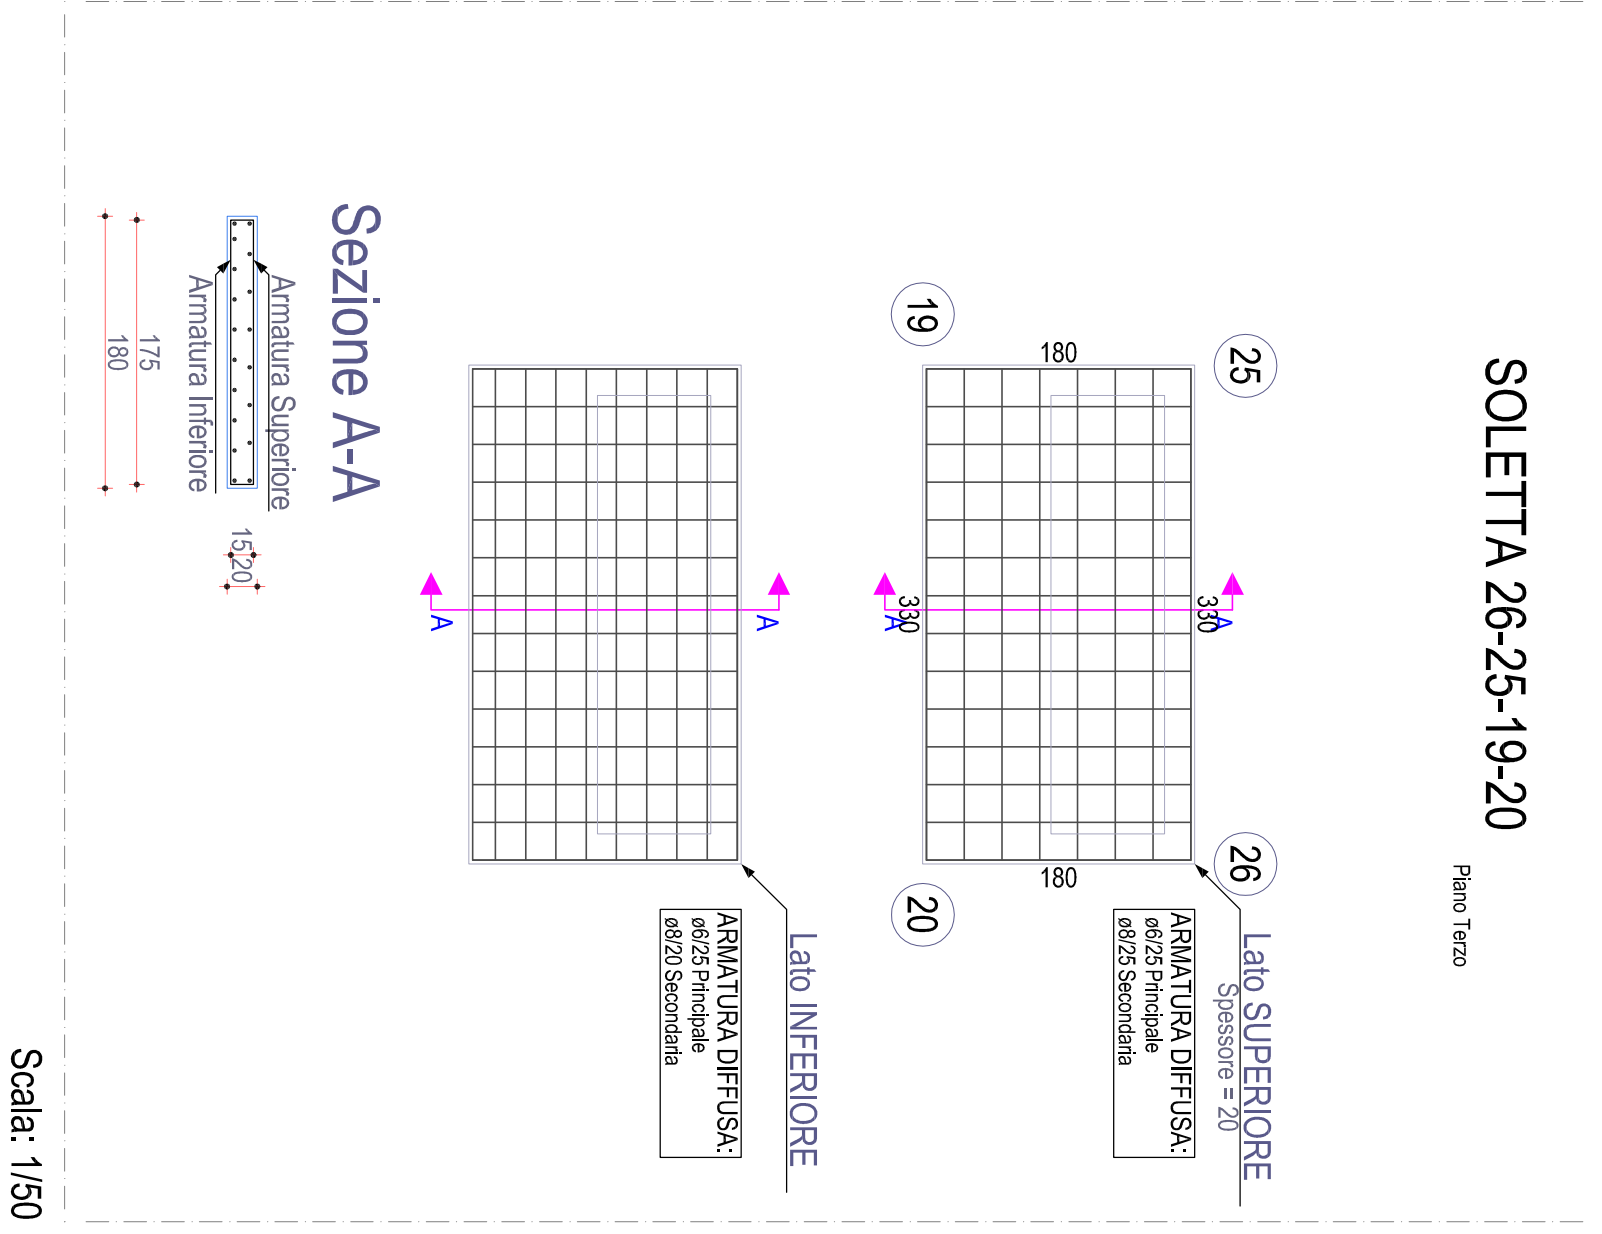 SOLETTA 26-25-19-20
Piano Terzo
25
26
19
20
180
180
330
330
A
A
Lato SUPERIORE
Spessore = 20
ARMATURA DIFFUSA:
ø6/25 Principale
ø8/25 Secondaria
A
A
Lato INFERIORE
ARMATURA DIFFUSA:
ø6/25 Principale
ø8/20 Secondaria
Sezione A-A
Armatura Superiore
Armatura Inferiore
15
20
175
180
Scala: 1/50